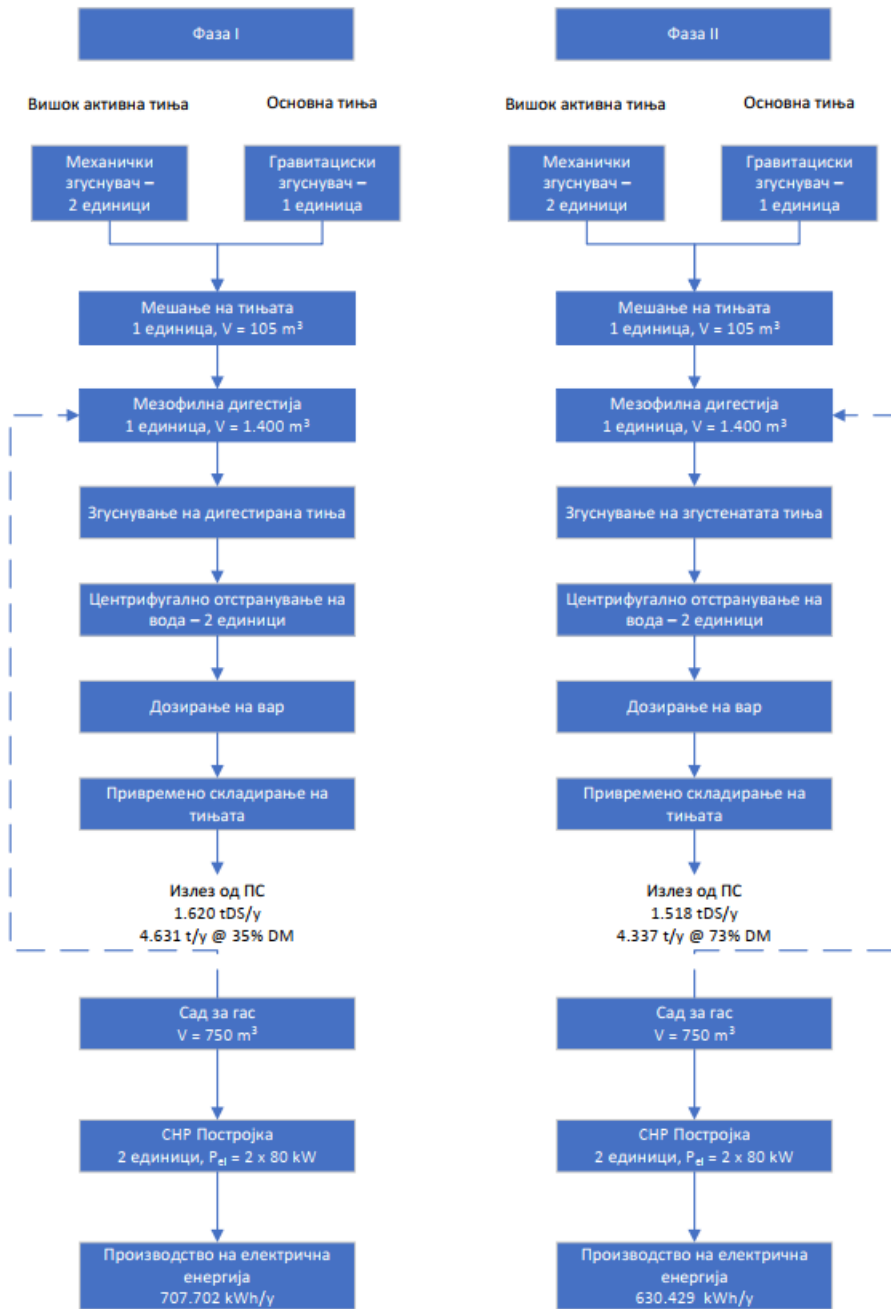 Фаза I
Вишок активна тиња
Основна тиња
Механички
згуснувач –
2 единици
Гравитациски
згуснувач –
1 единица
Мешање на тињата
1 единица, V = 105 m³
Мезофилна дигестија
1 единица, V = 1.400 m³
Згуснување на дигестирана тиња
Центрифугално отстранување на
вода – 2 единици
Дозирање на вар
Привремено складирање на
тињата
Излез од ПС
1.620 tDS/y
4.631 t/y @ 35% DM
Сад за гас
V = 750 m³
CHP Постројка
2 единици, Pel = 2 x 80 kW
Производство на електрична
енергија
707.702 kWh/y
Фаза II
Вишок активна тиња
Основна тиња
Механички
згуснувач –
2 единици
Гравитациски
згуснувач –
1 единица
Мешање на тињата
1 единица, V = 105 m³
Мезофилна дигестија
1 единица, V = 1.400 m³
Згуснување на згустенатата тиња
Центрифугално отстранување на
вода – 2 единици
Дозирање на вар
Привремено складирање на
тињата
Излез од ПС
1.518 tDS/y
4.337 t/y @ 73% DM
Сад за гас
V = 750 m³
CHP Постројка
2 единици, Pel = 2 x 80 kW
Производство на електрична
енергија
630.429 kWh/y